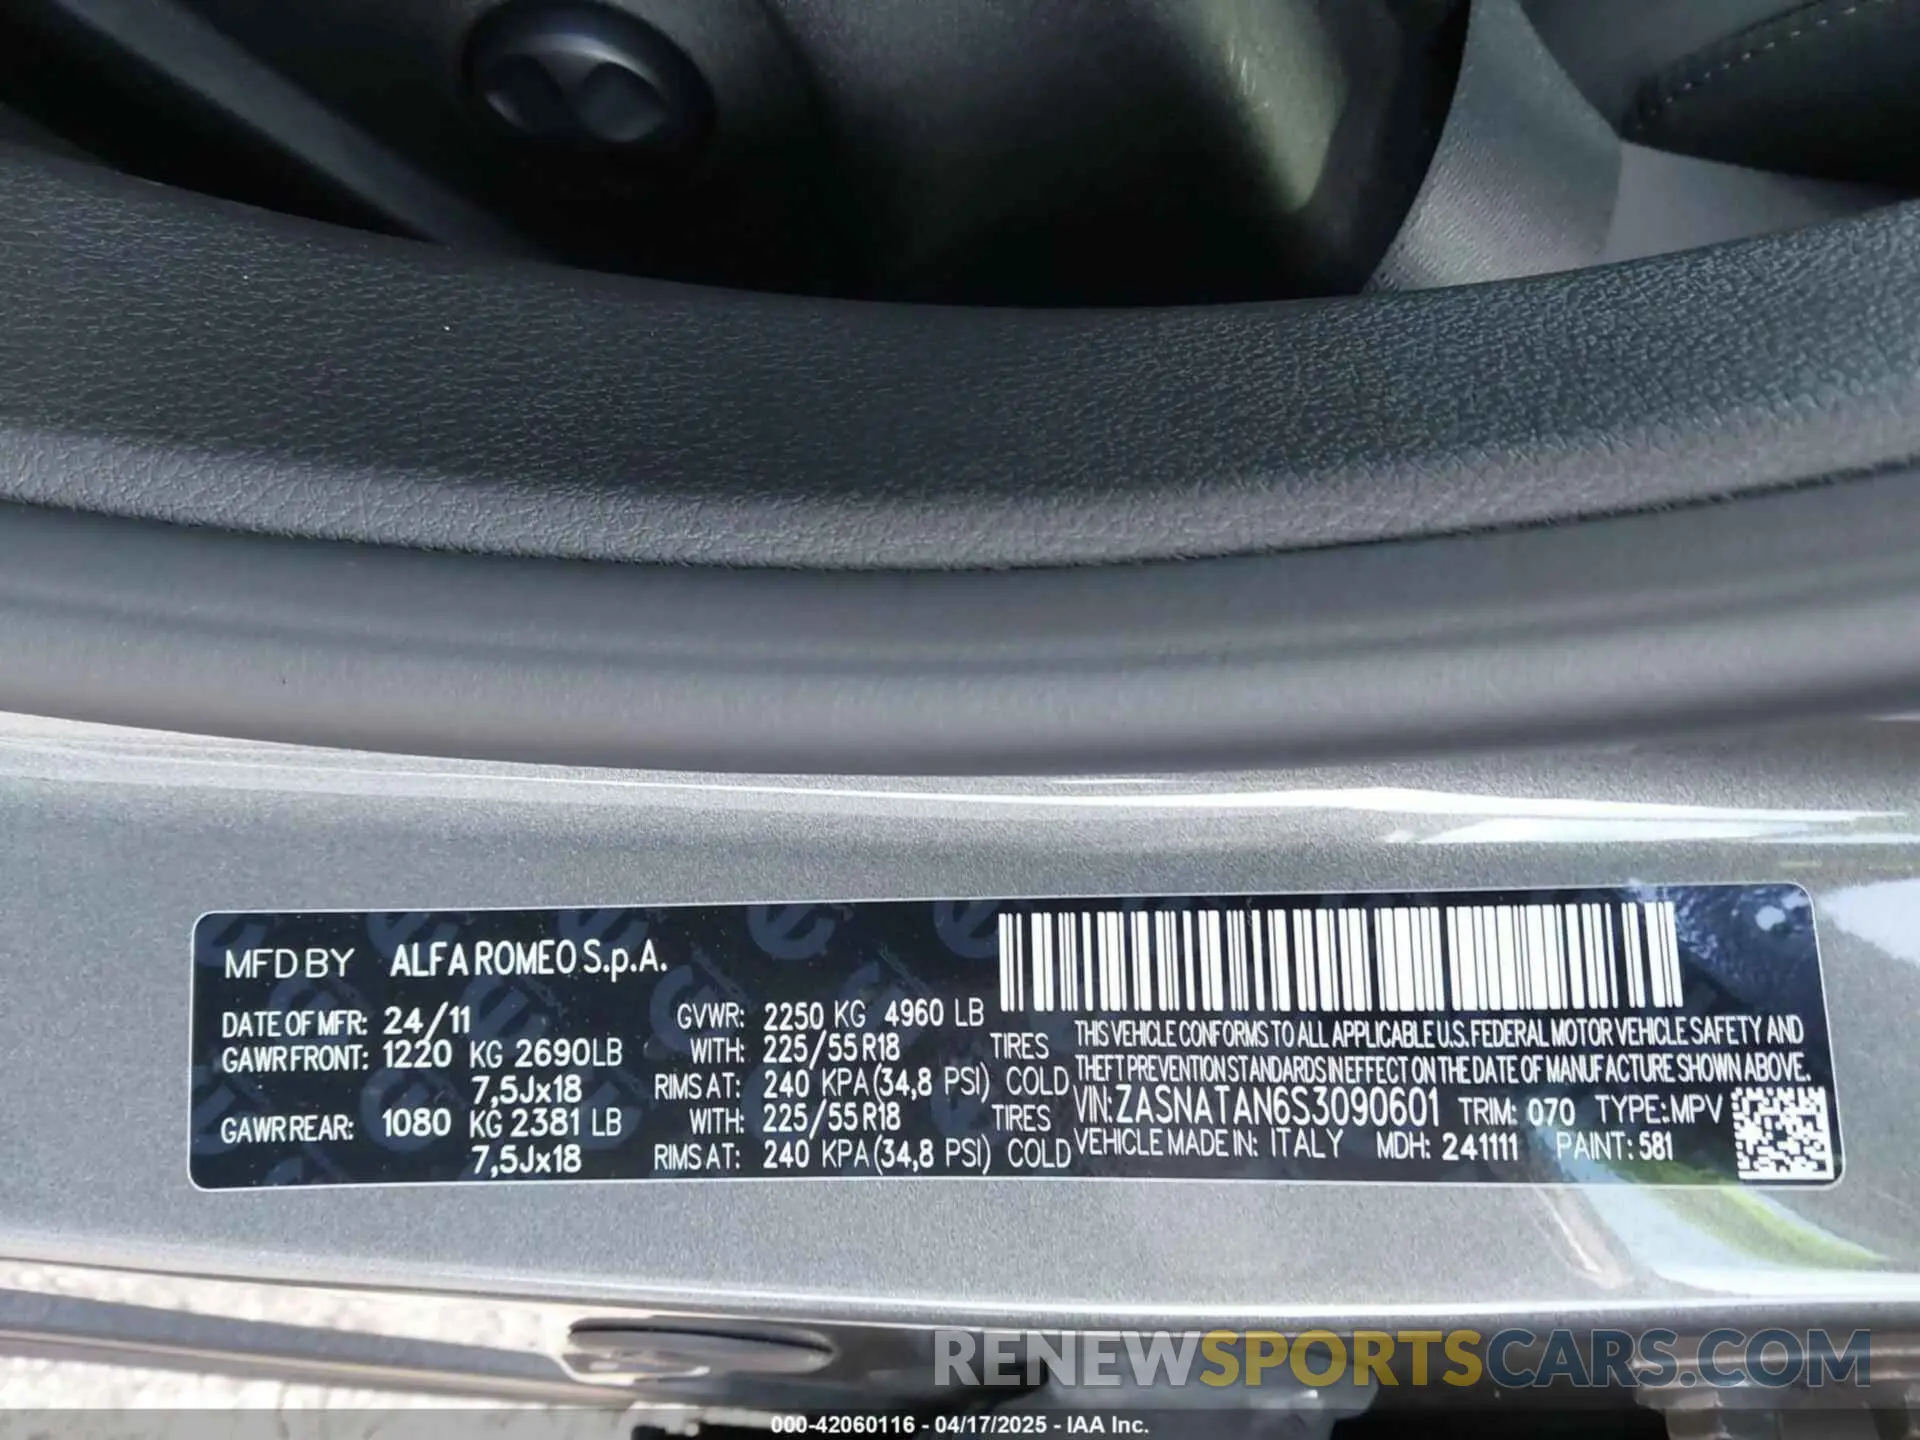 MFD BY ALFA ROMEO S.p.A.
DATE OF MFR: 24/11 GVWR: 2250 KG 4960 LB
GAWR FRONT: 1220 KG 2690 LB WITH: 225/55 R18 TIRES
7,5Jx18 RIMS AT: 240 KPA (34,8 PSI) COLD
GAWR REAR: 1080 KG 2381 LB WITH: 225/55 R18 TIRES
7,5Jx18 RIMS AT: 240 KPA (34,8 PSI) COLD
THIS VEHICLE CONFORMS TO ALL APPLICABLE U.S. FEDERAL MOTOR VEHICLE SAFETY AND
THEFT PREVENTION STANDARDS IN EFFECT ON THE DATE OF MANUFACTURE SHOWN ABOVE.
VIN: ZASNATAN6S3090601 TRIM: 070 TYPE: MPV
VEHICLE MADE IN: ITALY MDH: 241111 PAINT: 581
RENEWSPORTSCARS.COM
000-42060116 - 04/17/2025 - IAA Inc.